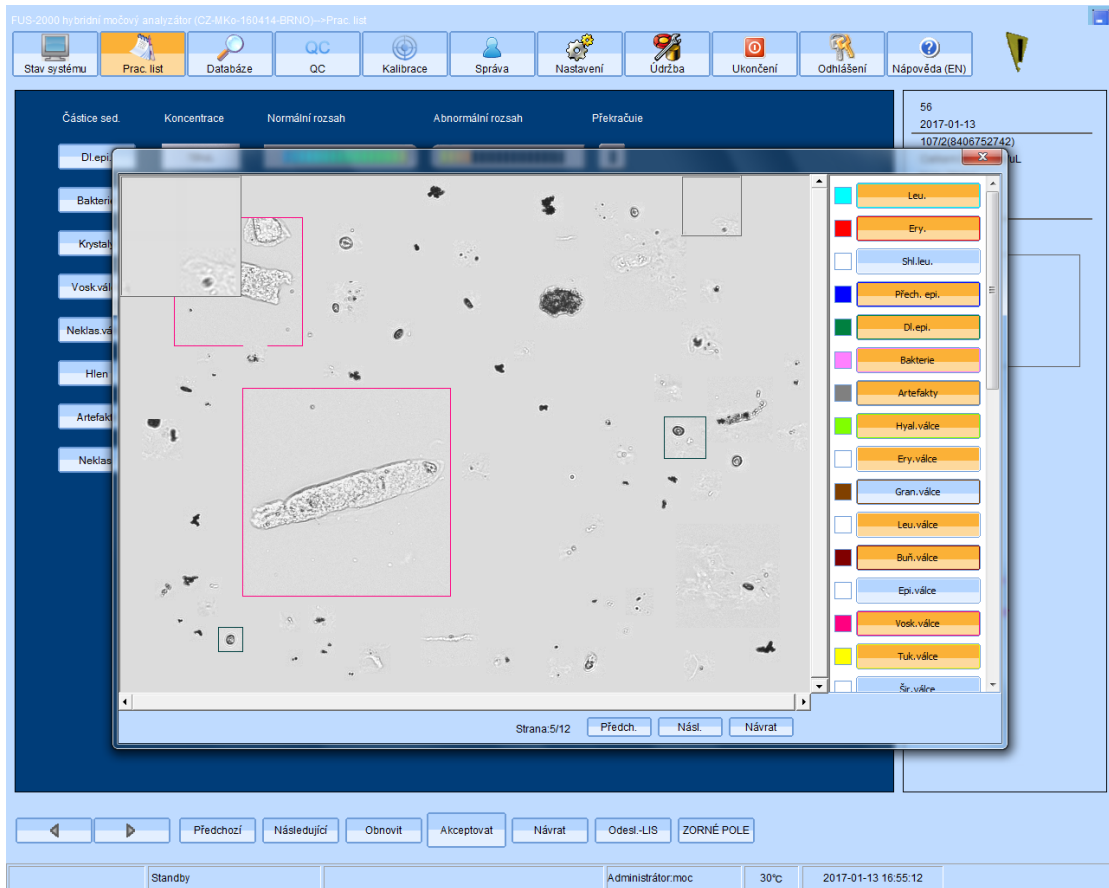 FUS-2000 hybridní močový analyzátor (CZ-MKo-160414-BRNO)-->Prac. list
Stav systému
Prac. list
Databáze
QC
QC
Kalibrace
Správa
Nastavení
Údržba
Ukončení
Odhlášení
Nápověda (EN)
Částice sed.
Koncentrace
Normální rozsah
Abnormální rozsah
Překračuie
56
2017-01-13
107/2(8406752742)
Dl.epi.
Bakterie
Krystaly
Vosk.vál
Neklas.vá
Hlen
Artefakt
Neklas
Leu.
Ery.
Shl.leu.
Přech. epi.
Dl.epi.
Bakterie
Artefakty
Hyal.válce
Ery.válce
Gran.válce
Leu.válce
Buň.válce
Epi.válce
Vosk.válce
Tuk.válce
Šir.válce
Strana:5/12
Předch.
Násl.
Návrat
Předchozí
Následující
Obnovit
Akceptovat
Návrat
Odesl.-LIS
ZORNÉ POLE
Standby
Administrátor:moc
30°C
2017-01-13 16:55:12